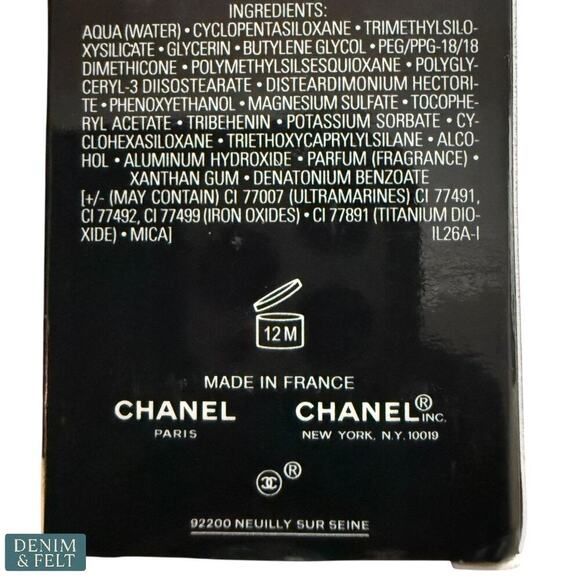 INGREDIENTS:
AQUA (WATER) • CYCLOPENTASILOXANE • TRIMETHYLSILO-
XYSILICATE • GLYCERIN • BUTYLENE GLYCOL • PEG/PPG-18/18
DIMETHICONE • POLYMETHYLSILSESQUIOXANE • POLYGLY-
CERYL-3 DIISOSTEARATE • DISTEARDIMONIUM HECTORI-
TE • PHENOXYETHANOL • MAGNESIUM SULFATE • TOCOPHE-
RYL ACETATE • TRIBEHENIN • POTASSIUM SORBATE • CY-
CLOHEXASILOXANE • TRIETHOXYCAPRYLYLSILANE • ALCO-
HOL • ALUMINUM HYDROXIDE • PARFUM (FRAGRANCE) •
XANTHAN GUM • DENATONIUM BENZOATE
[+/- (MAY CONTAIN) CI 77007 (ULTRAMARINES) CI 77491,
CI 77492, CI 77499 (IRON OXIDES) • CI 77891 (TITANIUM DIO-
XIDE) • MICA] IL26A-I
12 M
MADE IN FRANCE
CHANEL CHANEL® INC.
PARIS NEW YORK, N.Y. 10019
®
92200 NEUILLY SUR SEINE
DENIM
& FELT